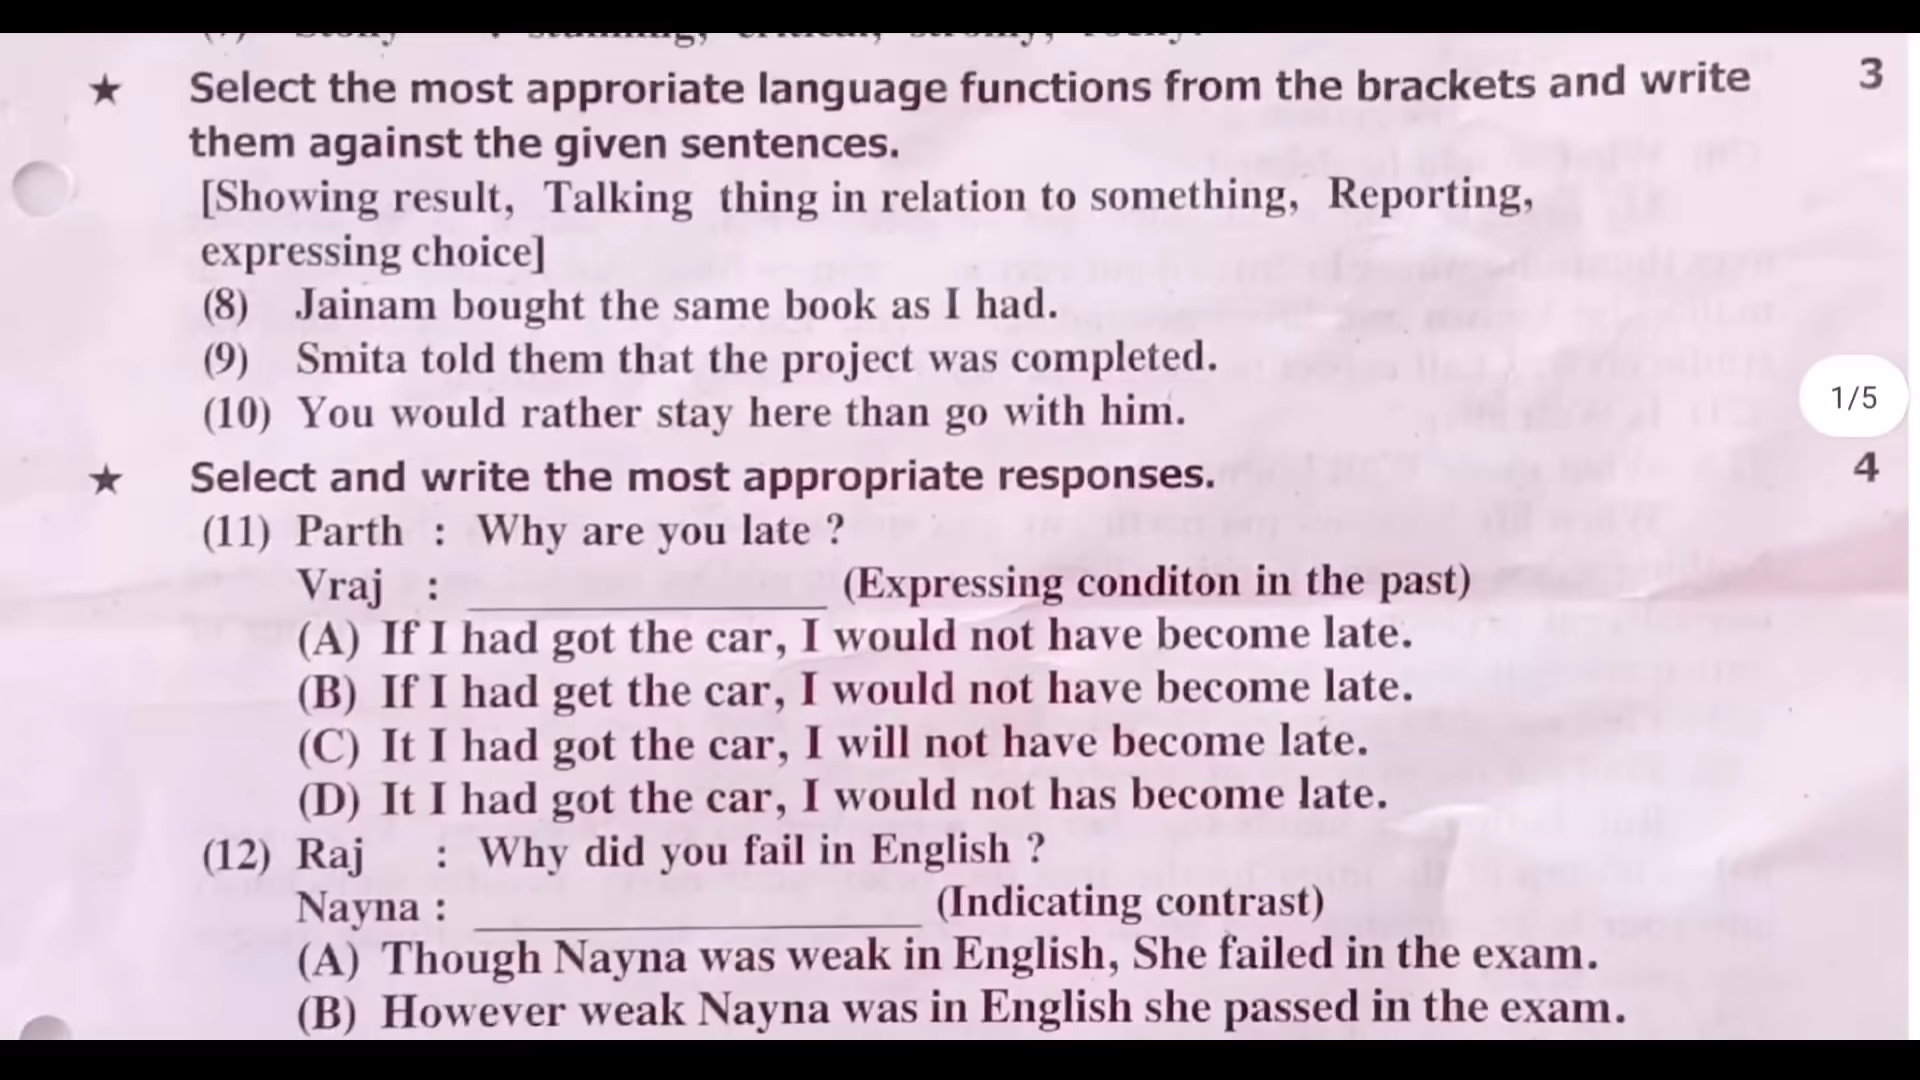 ★ Select the most approriate language functions from the brackets and write 3
them against the given sentences.
[Showing result, Talking thing in relation to something, Reporting,
expressing choice]
(8) Jainam bought the same book as I had.
(9) Smita told them that the project was completed.
(10) You would rather stay here than go with him.
1/5
★ Select and write the most appropriate responses. 4
(11) Parth : Why are you late ?
Vraj : ____________ (Expressing conditon in the past)
(A) If I had got the car, I would not have become late.
(B) If I had get the car, I would not have become late.
(C) It I had got the car, I will not have become late.
(D) It I had got the car, I would not has become late.
(12) Raj : Why did you fail in English ?
Nayna : ____________ (Indicating contrast)
(A) Though Nayna was weak in English, She failed in the exam.
(B) However weak Nayna was in English she passed in the exam.